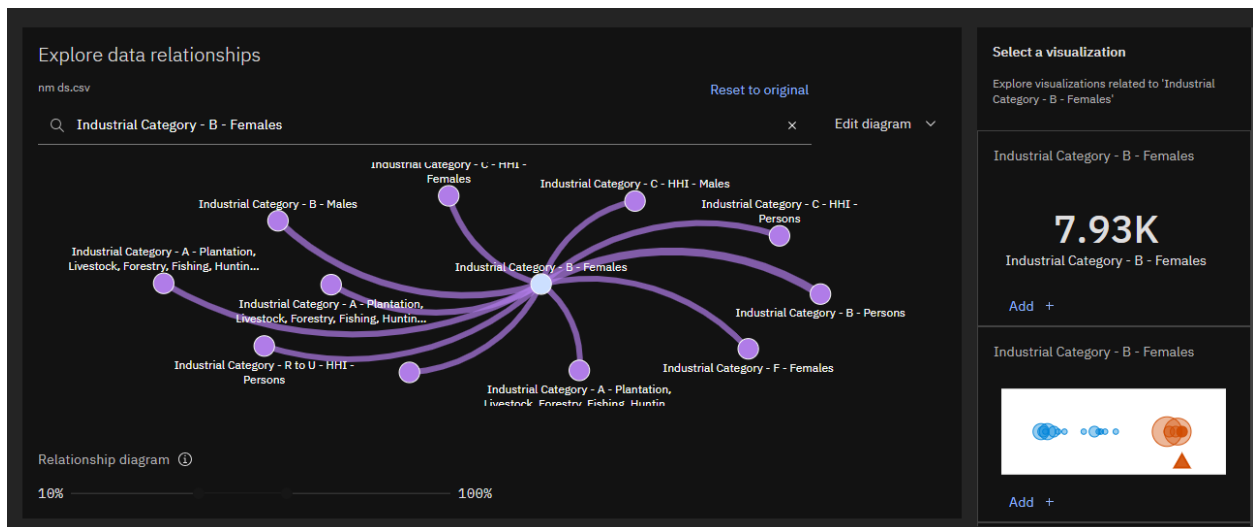 Explore data relationships
nm ds.csv
Reset to original
Industrial Category - B - Females
Edit diagram
Industrial Category - C - HHI -
Females
Industrial Category - C - HHI - Males
Industrial Category - B - Males
Industrial Category - C - HHI -
Persons
Industrial Category - A - Plantation,
Livestock, Forestry, Fishing, Huntin...
Industrial Category - B - Females
Industrial Category - A - Plantation,
Livestock, Forestry, Fishing, Huntin...
Industrial Category - B - Persons
Industrial Category - R to U - HHI -
Persons
Industrial Category - F - Females
Industrial Category - A - Plantation,
Livestock, Forestry, Fishing, Huntin
Relationship diagram
10%
100%
Select a visualization
Explore visualizations related to 'Industrial
Category - B - Females'
Industrial Category - B - Females
7.93K
Industrial Category - B - Females
Add +
Industrial Category - B - Females
Add +